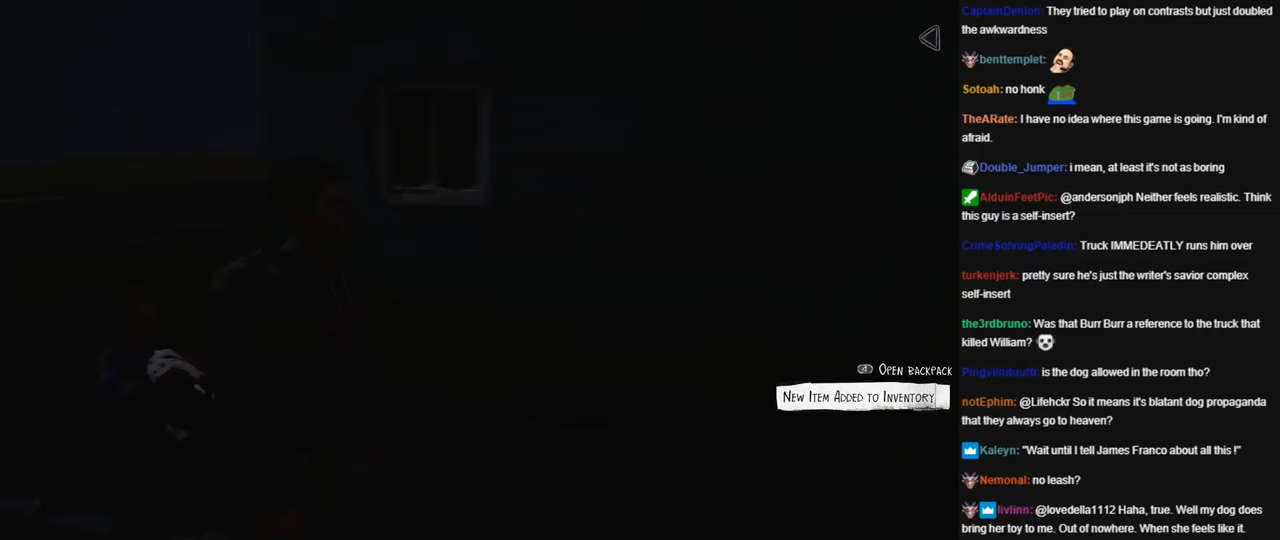 OPEN BACKPACK
NEW ITEM ADDED TO INVENTORY
CaptainDenion: They tried to play on contrasts but just doubled
the awkwardness
benttemplet:
Sotoah: no honk
TheARate: I have no idea where this game is going. I'm kind of
afraid.
Double_Jumper: i mean, at least it's not as boring
AlduinFeetPic: @andersonjph Neither feels realistic. Think
this guy is a self-insert?
CrimeSolvingPaladin: Truck IMMEDEATLY runs him over
turkenjerk: pretty sure he's just the writer's savior complex
self-insert
the3rdbruno: Was that Burr Burr a reference to the truck that
killed William?
is the dog allowed in the room tho?
notEphim: @Lifehckr So it means it's blatant dog propaganda
that they always go to heaven?
Kaleyn: "Wait until I tell James Franco about all this !"
Nemonal: no leash?
livlinn: @lovedella1112 Haha, true. Well my dog does
bring her toy to me. Out of nowhere. When she feels like it.